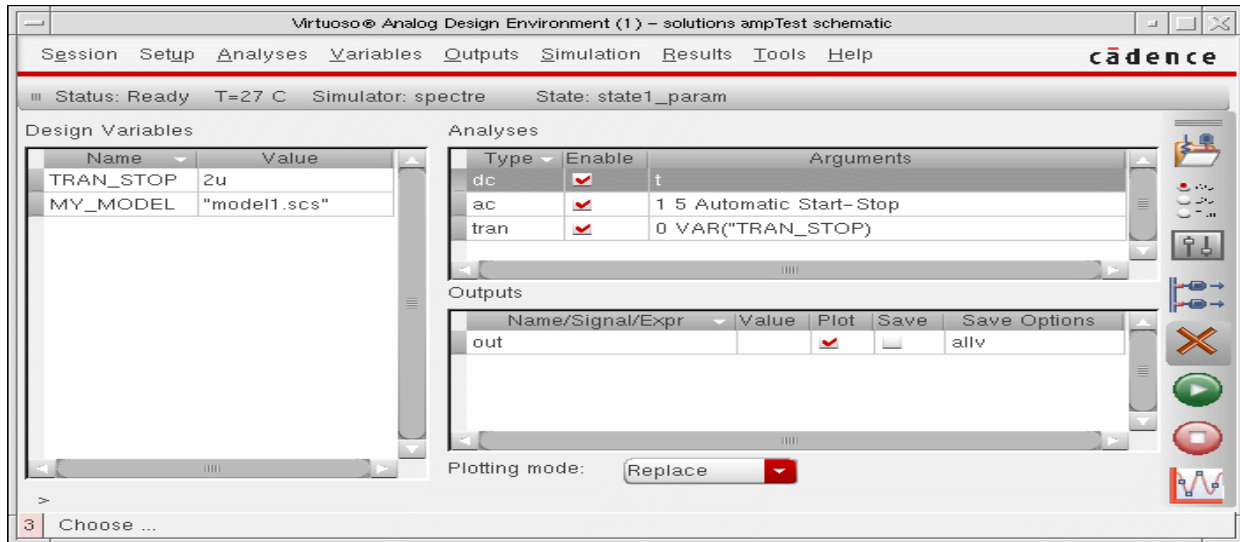 Virtuoso® Analog Design Environment (1) – solutions ampTest schematic
Session Setup Analyses Variables Outputs Simulation Results Tools Help cādence
Status: Ready T=27 C Simulator: spectre State: state1_param
Design Variables
Name Value
TRAN_STOP 2u
MY_MODEL "model1.scs"
Analyses
Type Enable Arguments
dc t
ac 1 5 Automatic Start-Stop
tran 0 VAR("TRAN_STOP)
Outputs
Name/Signal/Expr Value Plot Save Save Options
out allv
Plotting mode: Replace
>
3 Choose ...